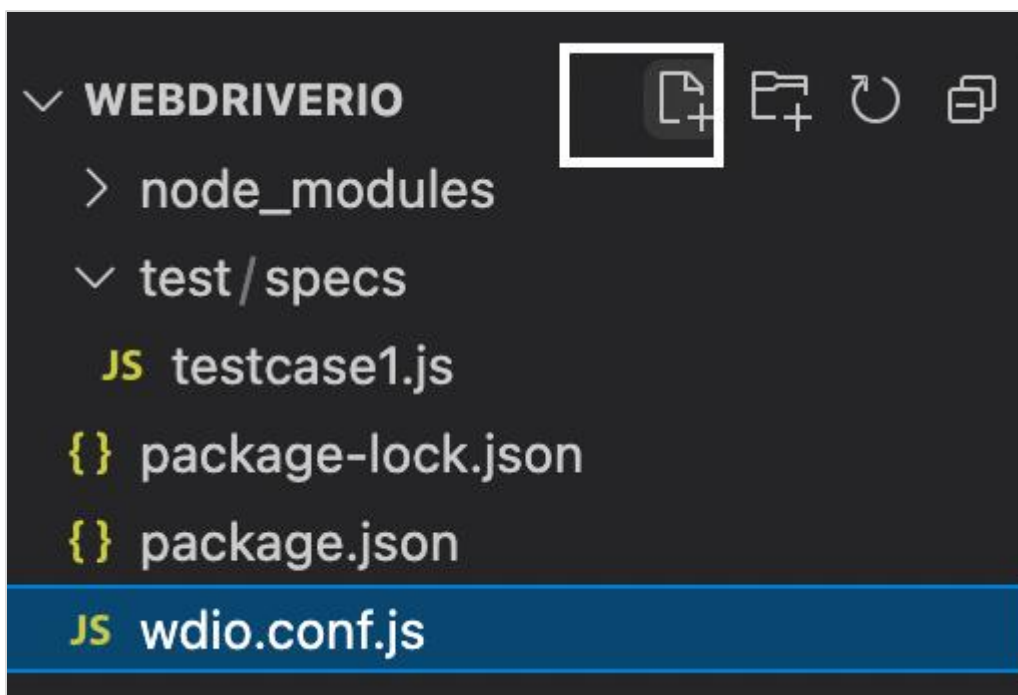 WEBDRIVERIO
node_modules
test/specs
JS testcase1.js
{} package-lock.json
{} package.json
JS wdio.conf.js